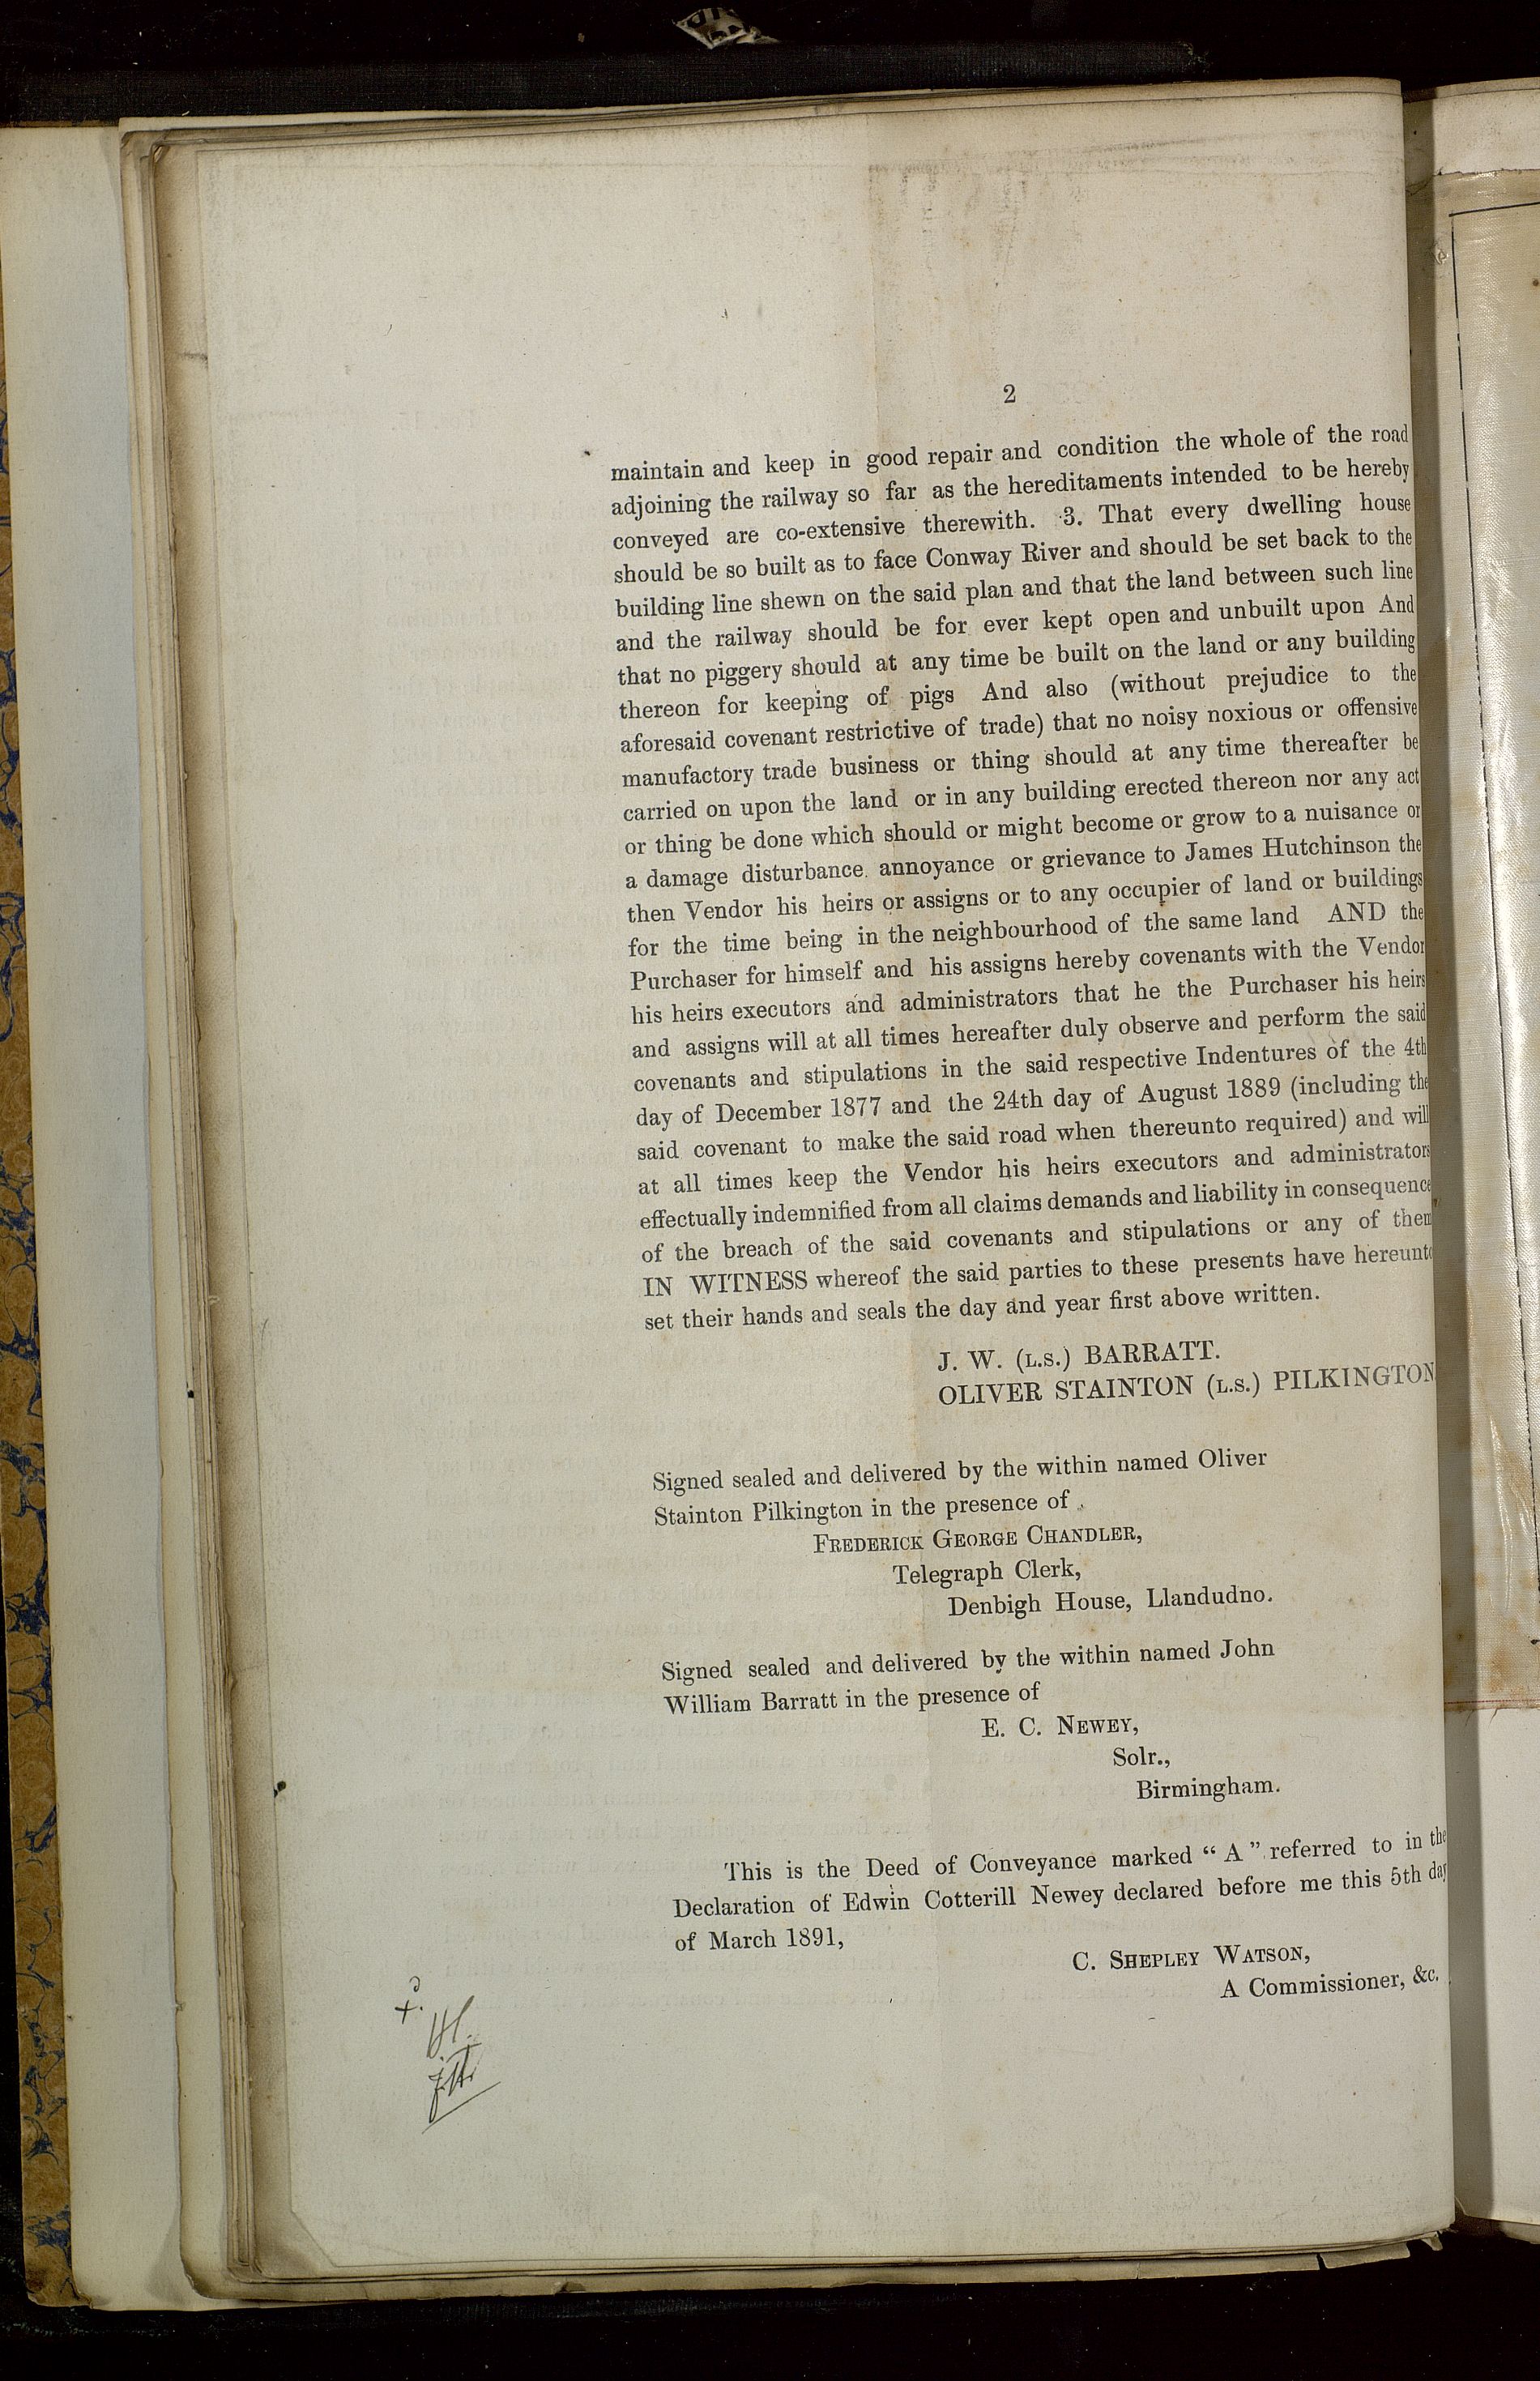 2
maintain and keep in good repair and condition the whole of the road
adjoining the railway so far as the hereditaments intended to be hereby
conveyed are co-extensive therewith. 3. That every dwelling house
should be so built as to face Conway River and should be set back to the
building line shewn on the said plan and that the land between such line
and the railway should be for ever kept open and unbuilt upon And
that no piggery should at any time be built on the land or any building
thereon for keeping of pigs And also (without prejudice to the
aforesaid covenant restrictive of trade) that no noisy noxious or offensive
manufactory trade business or thing should at any time thereafter be
carried on upon the land or in any building erected thereon nor any act
or thing be done which should or might become or grow to a nuisance or
a damage disturbance annoyance or grievance to James Hutchinson the
then Vendor his heirs or assigns or to any occupier of land or buildings
for the time being in the neighbourhood of the same land AND the
Purchaser for himself and his assigns hereby covenants with the Vendor
his heirs executors and administrators that he the Purchaser his heirs
and assigns will at all times hereafter duly observe and perform the said
covenants and stipulations in the said respective Indentures of the 4th
day of December 1877 and the 24th day of August 1889 (including the
said covenant to make the said road when thereunto required) and will
at all times keep the Vendor his heirs executors and administrators
effectually indemnified from all claims demands and liability in consequence
of the breach of the said covenants and stipulations or any of them
IN WITNESS whereof the said parties to these presents have hereunto
set their hands and seals the day and year first above written.
J. W. (L.S.) BARRATT.
OLIVER STAINTON (L.S.) PILKINGTON
Signed sealed and delivered by the within named Oliver
Stainton Pilkington in the presence of
FREDERICK GEORGE CHANDLER,
Telegraph Clerk,
Denbigh House, Llandudno.
Signed sealed and delivered by the within named John
William Barratt in the presence of
E. C. NEWEY,
Solr.,
Birmingham.
This is the Deed of Conveyance marked "A" referred to in the
Declaration of Edwin Cotterill Newey declared before me this 5th day
of March 1891,
C. SHEPLEY WATSON,
A Commissioner, &c.